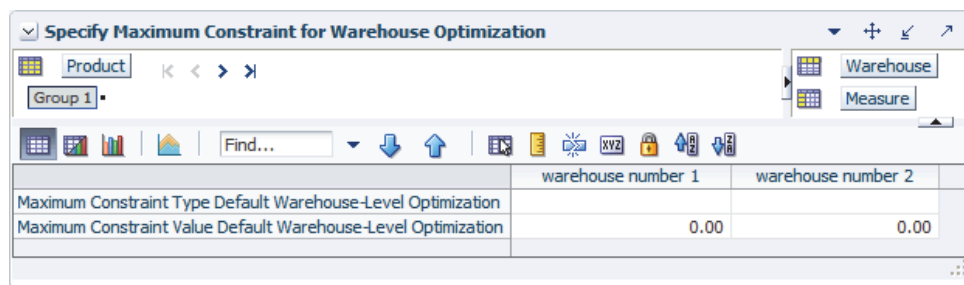 Specify Maximum Constraint for Warehouse Optimization
Product
Warehouse
Group 1
Measure
Find...
XYZ
A Z
Z A
warehouse number 1 warehouse number 2
Maximum Constraint Type Default Warehouse-Level Optimization
Maximum Constraint Value Default Warehouse-Level Optimization 0.00 0.00